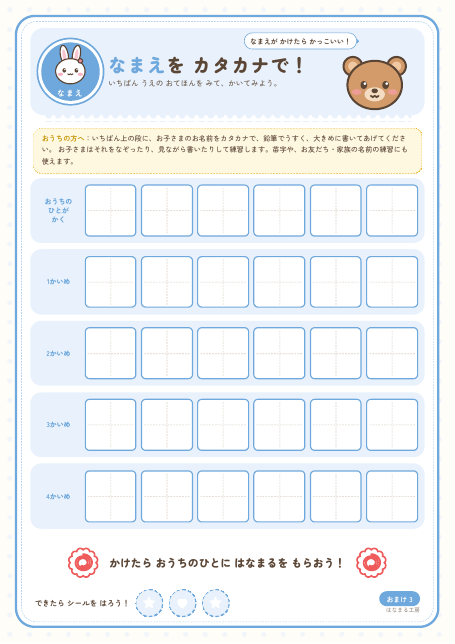 なまえが かけたら かっこいい！
なまえ
なまえを カタカナで！
いちばん うえの おてほんを みて、かいてみよう。
おうちの方へ：いちばん上の段に、お子さまのお名前をカタカナで、鉛筆でうすく、大きめに書いてあげてくださ
い。お子さまはそれをなぞったり、見ながら書いたりして練習します。苗字や、お友だち・家族の名前の練習にも
使えます。
おうちの
ひとが
かく
1かいめ
2かいめ
3かいめ
4かいめ
かけたら おうちのひとに はなまるを もらおう！
できたら シールを はろう！
おまけ 3
はなまる工房